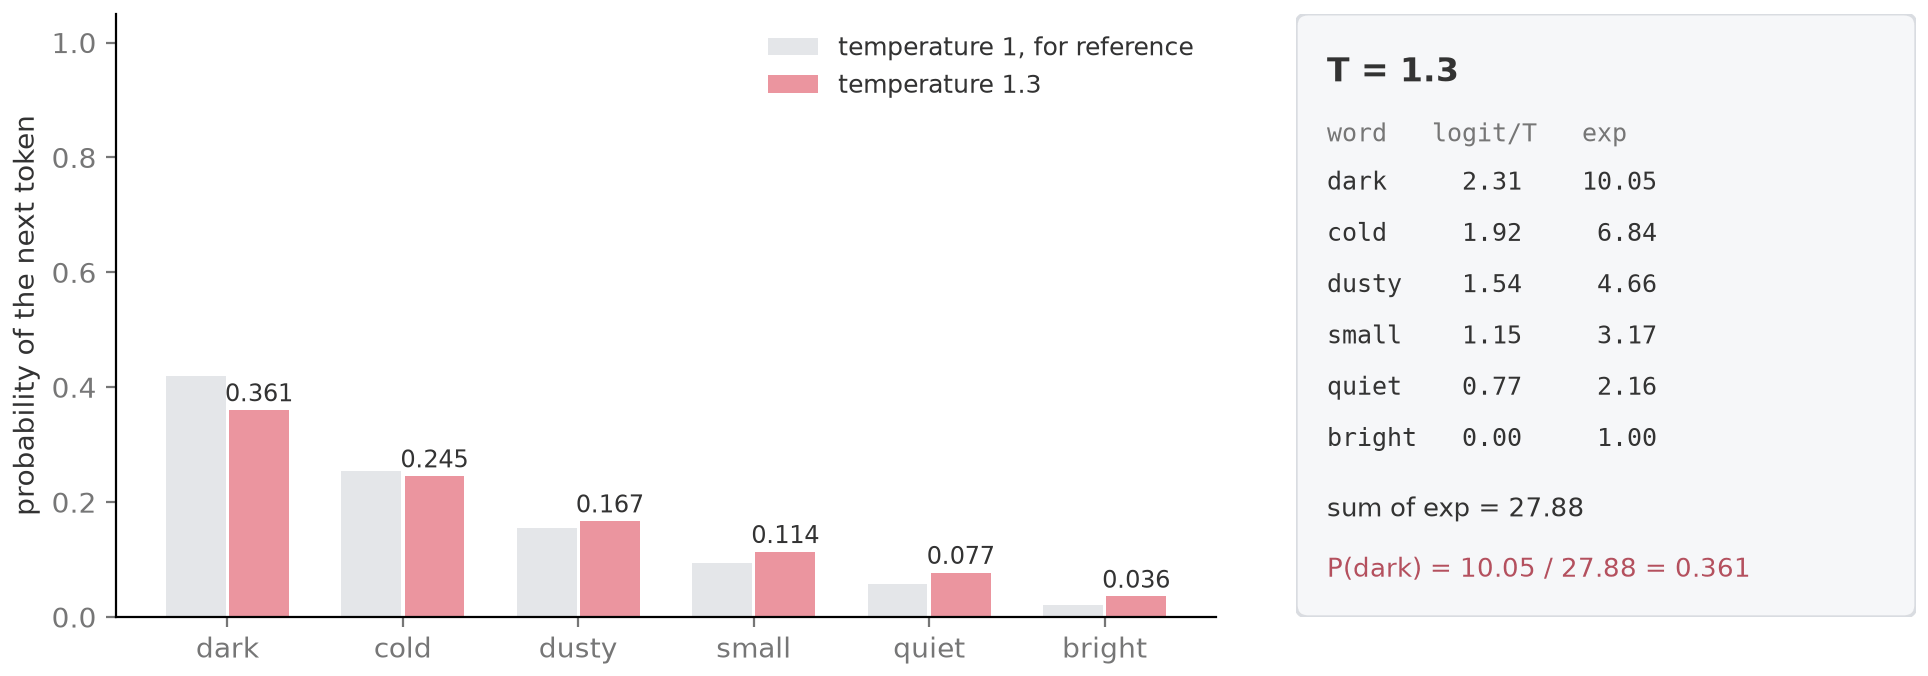 probability of the next token
1.0
0.8
0.6
0.4
0.2
0.0
temperature 1, for reference
temperature 1.3
0.361
0.245
0.167
0.114
0.077
0.036
dark cold dusty small quiet bright
T = 1.3
word logit/T exp
dark 2.31 10.05
cold 1.92 6.84
dusty 1.54 4.66
small 1.15 3.17
quiet 0.77 2.16
bright 0.00 1.00
sum of exp = 27.88
P(dark) = 10.05 / 27.88 = 0.361